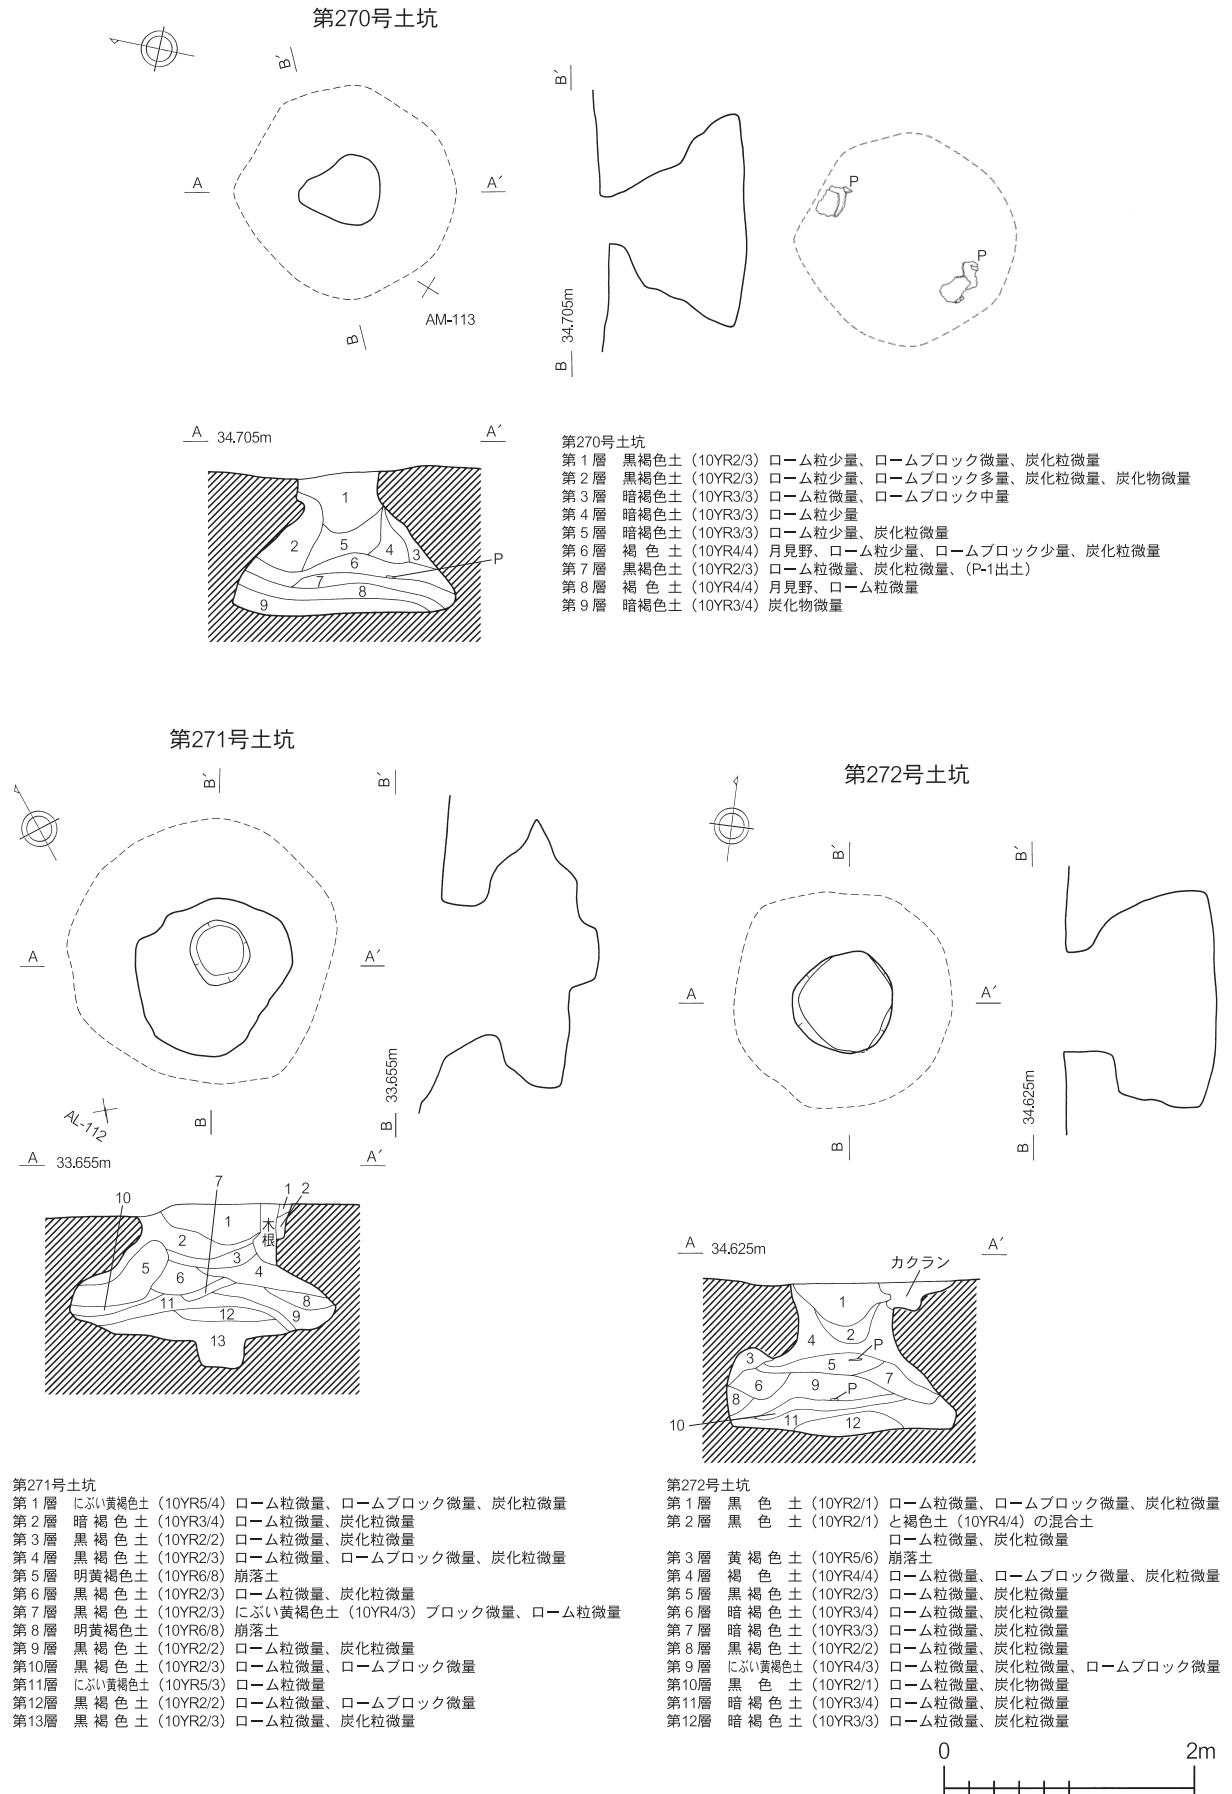 第270号土坑
B′
A
A′
B
AM-113
B′
B 34.705m
P
P
A 34.705m
A′
1
2
5
4
3
6
7
8
9
P
第270号土坑
第1層 黒褐色土（10YR2/3）ローム粒少量、ロームブロック微量、炭化粒微量
第2層 黒褐色土（10YR2/3）ローム粒少量、ロームブロック多量、炭化粒微量、炭化物微量
第3層 暗褐色土（10YR3/3）ローム粒微量、ロームブロック中量
第4層 暗褐色土（10YR3/3）ローム粒少量
第5層 暗褐色土（10YR3/3）ローム粒少量、炭化粒微量
第6層 褐色土（10YR4/4）月見野、ローム粒少量、ロームブロック少量、炭化粒微量
第7層 黒褐色土（10YR2/3）ローム粒微量、炭化粒微量、（P-1出土）
第8層 褐色土（10YR4/4）月見野、ローム粒微量
第9層 暗褐色土（10YR3/4）炭化物微量
第271号土坑
B′
A
A′
B
AL-112
B′
B 33.655m
A 33.655m
A′
10
7
1
2
1
木根
2
3
4
5
6
8
11
12
9
13
第272号土坑
B′
A
A′
B
B′
B 34.625m
A 34.625m
A′
カクラン
1
2
4
P
3
5
6
9
7
P
8
10
11
12
第271号土坑
第1層 にぶい黄褐色土（10YR5/4）ローム粒微量、ロームブロック微量、炭化粒微量
第2層 暗褐色土（10YR3/4）ローム粒微量、炭化粒微量
第3層 黒褐色土（10YR2/2）ローム粒微量、炭化粒微量
第4層 黒褐色土（10YR2/3）ローム粒微量、ロームブロック微量、炭化粒微量
第5層 明黄褐色土（10YR6/8）崩落土
第6層 黒褐色土（10YR2/3）ローム粒微量、炭化粒微量
第7層 黒褐色土（10YR2/3）にぶい黄褐色土（10YR4/3）ブロック微量、ローム粒微量
第8層 明黄褐色土（10YR6/8）崩落土
第9層 黒褐色土（10YR2/2）ローム粒微量、炭化粒微量
第10層 黒褐色土（10YR2/3）ローム粒微量、ロームブロック微量
第11層 にぶい黄褐色土（10YR5/3）ローム粒微量
第12層 黒褐色土（10YR2/2）ローム粒微量、ロームブロック微量
第13層 黒褐色土（10YR2/3）ローム粒微量、炭化粒微量
第272号土坑
第1層 黒色土（10YR2/1）ローム粒微量、ロームブロック微量、炭化粒微量
第2層 黒色土（10YR2/1）と褐色土（10YR4/4）の混合土
ローム粒微量、炭化粒微量
第3層 黄褐色土（10YR5/6）崩落土
第4層 褐色土（10YR4/4）ローム粒微量、ロームブロック微量、炭化粒微量
第5層 黒褐色土（10YR2/3）ローム粒微量、炭化粒微量
第6層 暗褐色土（10YR3/4）ローム粒微量、炭化粒微量
第7層 暗褐色土（10YR3/3）ローム粒微量、炭化粒微量
第8層 黒褐色土（10YR2/2）ローム粒微量、炭化粒微量
第9層 にぶい黄褐色土（10YR4/3）ローム粒微量、炭化粒微量、ロームブロック微量
第10層 黒色土（10YR2/1）ローム粒微量、炭化物微量
第11層 暗褐色土（10YR3/4）ローム粒微量、炭化粒微量
第12層 暗褐色土（10YR3/3）ローム粒微量、炭化粒微量
0 2m